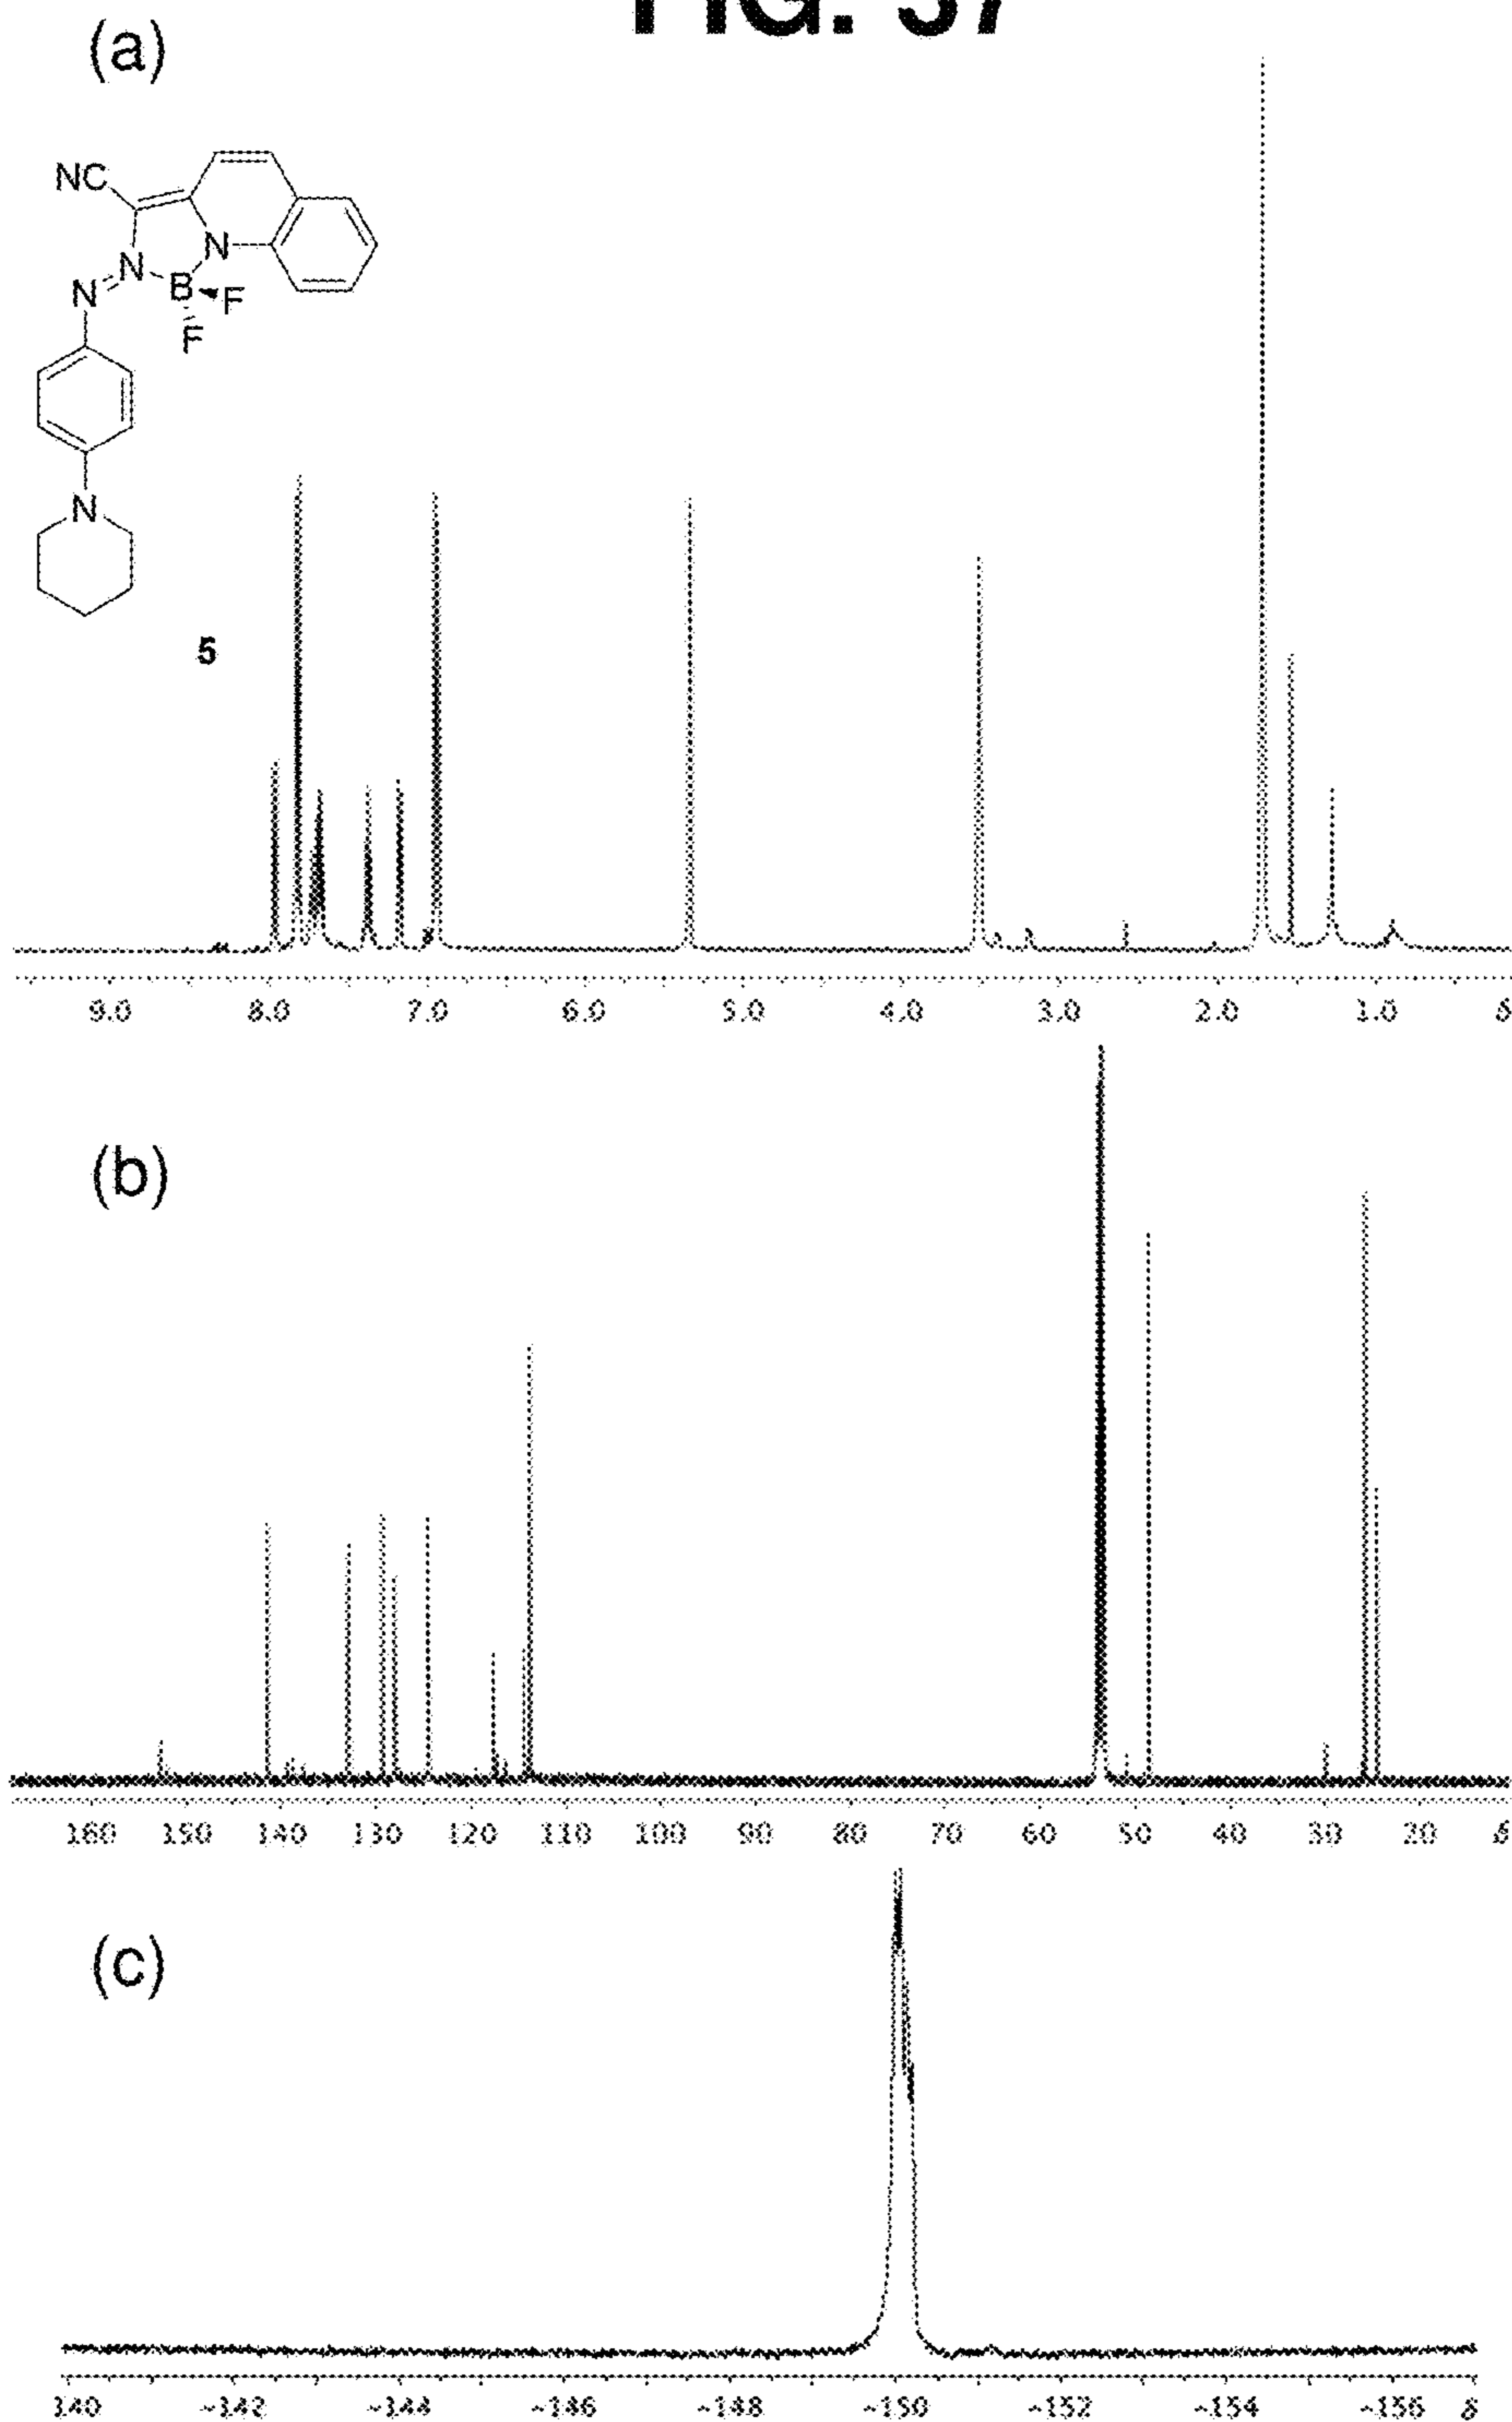 FIG. 37
(a)
NC
N
N
B
F
N
F
N
5
9.0 8.0 7.0 6.0 5.0 4.0 3.0 2.0 1.0 δ
(b)
160 150 140 130 120 110 100 90 80 70 60 50 40 30 20 δ
(c)
140 -142 -144 -146 -148 -150 -152 -154 -156 δ